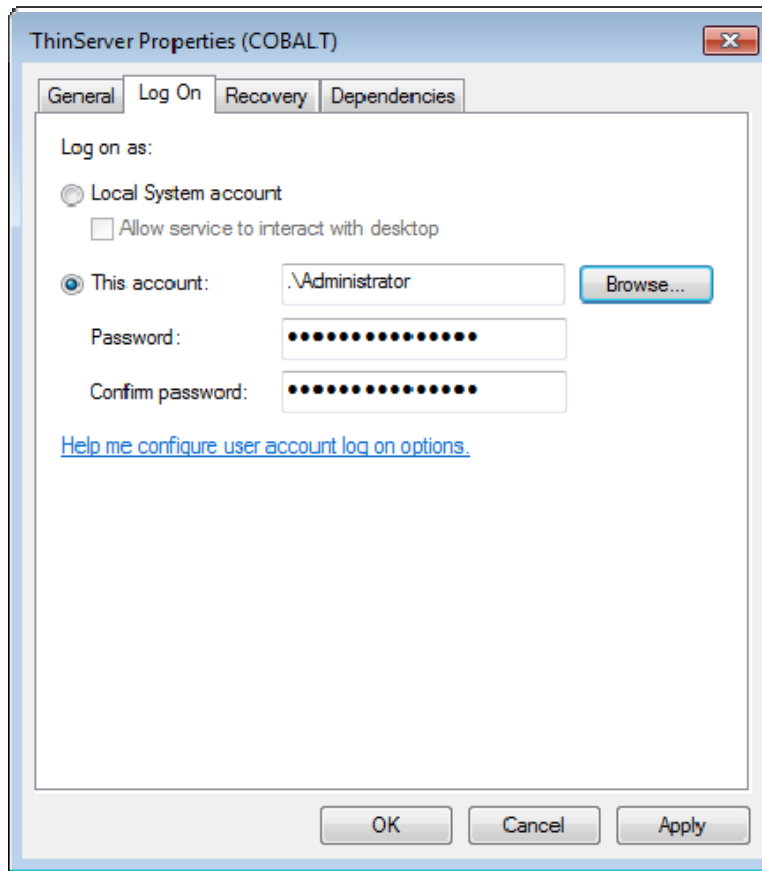 ThinServer Properties (COBALT)
General Log On Recovery Dependencies
Log on as:
Local System account
Allow service to interact with desktop
This account: .\Administrator Browse...
Password: ●●●●●●●●●●●●●●●
Confirm password: ●●●●●●●●●●●●●●●
Help me configure user account log on options.
OK Cancel Apply